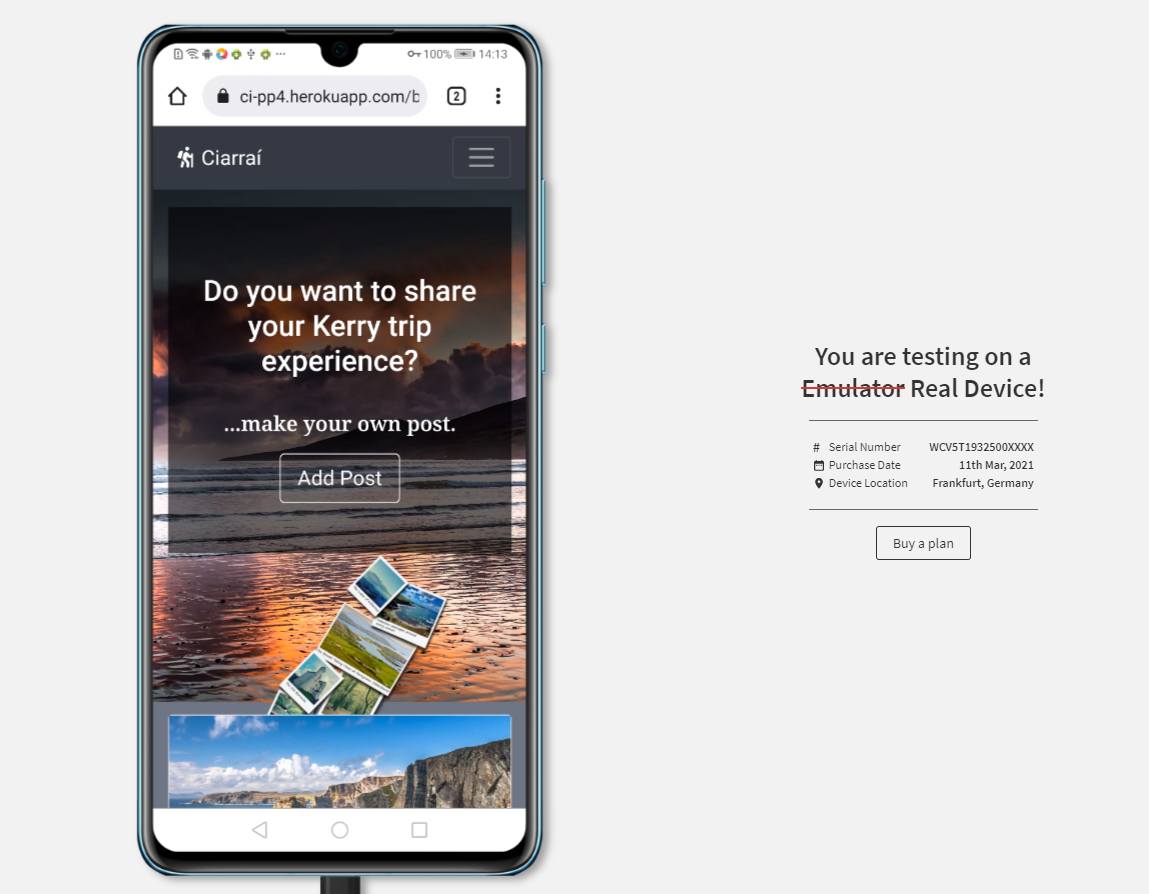 100% 14:13
ci-pp4.herokuapp.com/b
2
Ciarraí
Do you want to share
your Kerry trip
experience?
...make your own post.
Add Post
You are testing on a
Emulator Real Device!
# Serial Number WCV5T1932500XXXX
Purchase Date 11th Mar, 2021
Device Location Frankfurt, Germany
Buy a plan